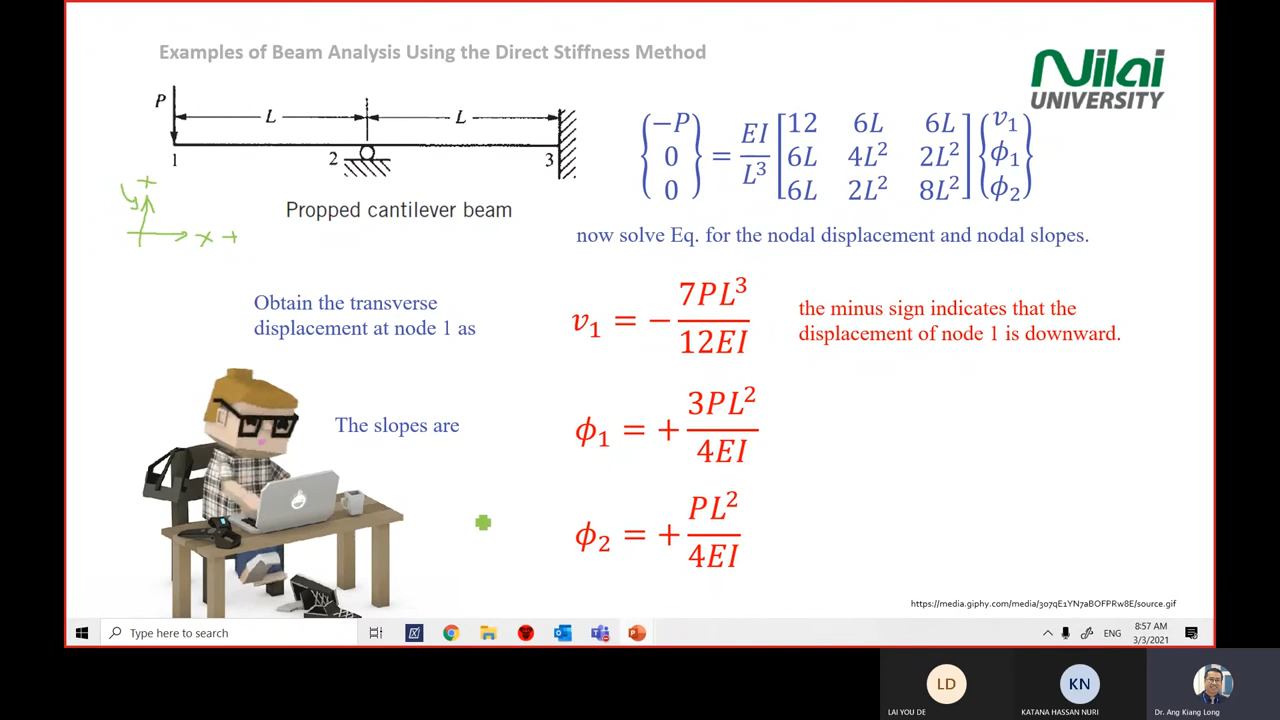 Examples of Beam Analysis Using the Direct Stiffness Method
Nilai
UNIVERSITY
P
L
L
1
2
3
y +
x +
Propped cantilever beam
{−P 0 0} = EI/L³ [12 6L 6L; 6L 4L² 2L²; 6L 2L² 8L²] {v₁ ϕ₁ ϕ₂}
now solve Eq. for the nodal displacement and nodal slopes.
Obtain the transverse
displacement at node 1 as
v₁ = − 7PL³/12EI
the minus sign indicates that the
displacement of node 1 is downward.
The slopes are
ϕ₁ = + 3PL²/4EI
ϕ₂ = + PL²/4EI
https://media.giphy.com/media/307qE1YN7aBOFPRw8E/source.gif
Type here to search
ENG
8:57 AM
3/3/2021
LD
LAI YOU DE
KN
KATANA HASSAN NURI
Dr. Ang Kiang Long